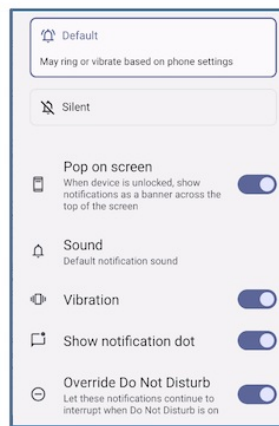 Default
May ring or vibrate based on phone settings
Silent
Pop on screen
When device is unlocked, show
notifications as a banner across the
top of the screen
Sound
Default notification sound
Vibration
Show notification dot
Override Do Not Disturb
Let these notifications continue to
interrupt when Do Not Disturb is on